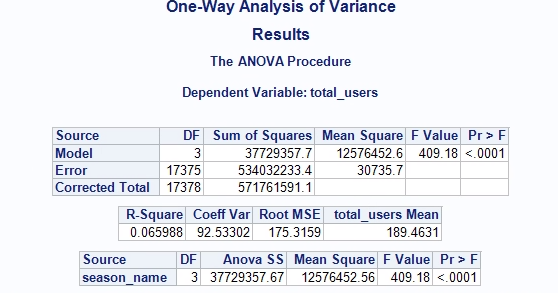 One-Way Analysis of Variance
Results
The ANOVA Procedure
Dependent Variable: total_users
Source DF Sum of Squares Mean Square F Value Pr > F
Model 3 37729357.7 12576452.6 409.18 <.0001
Error 17375 534032233.4 30735.7
Corrected Total 17378 571761591.1
R-Square Coeff Var Root MSE total_users Mean
0.065988 92.53302 175.3159 189.4631
Source DF Anova SS Mean Square F Value Pr > F
season_name 3 37729357.67 12576452.56 409.18 <.0001